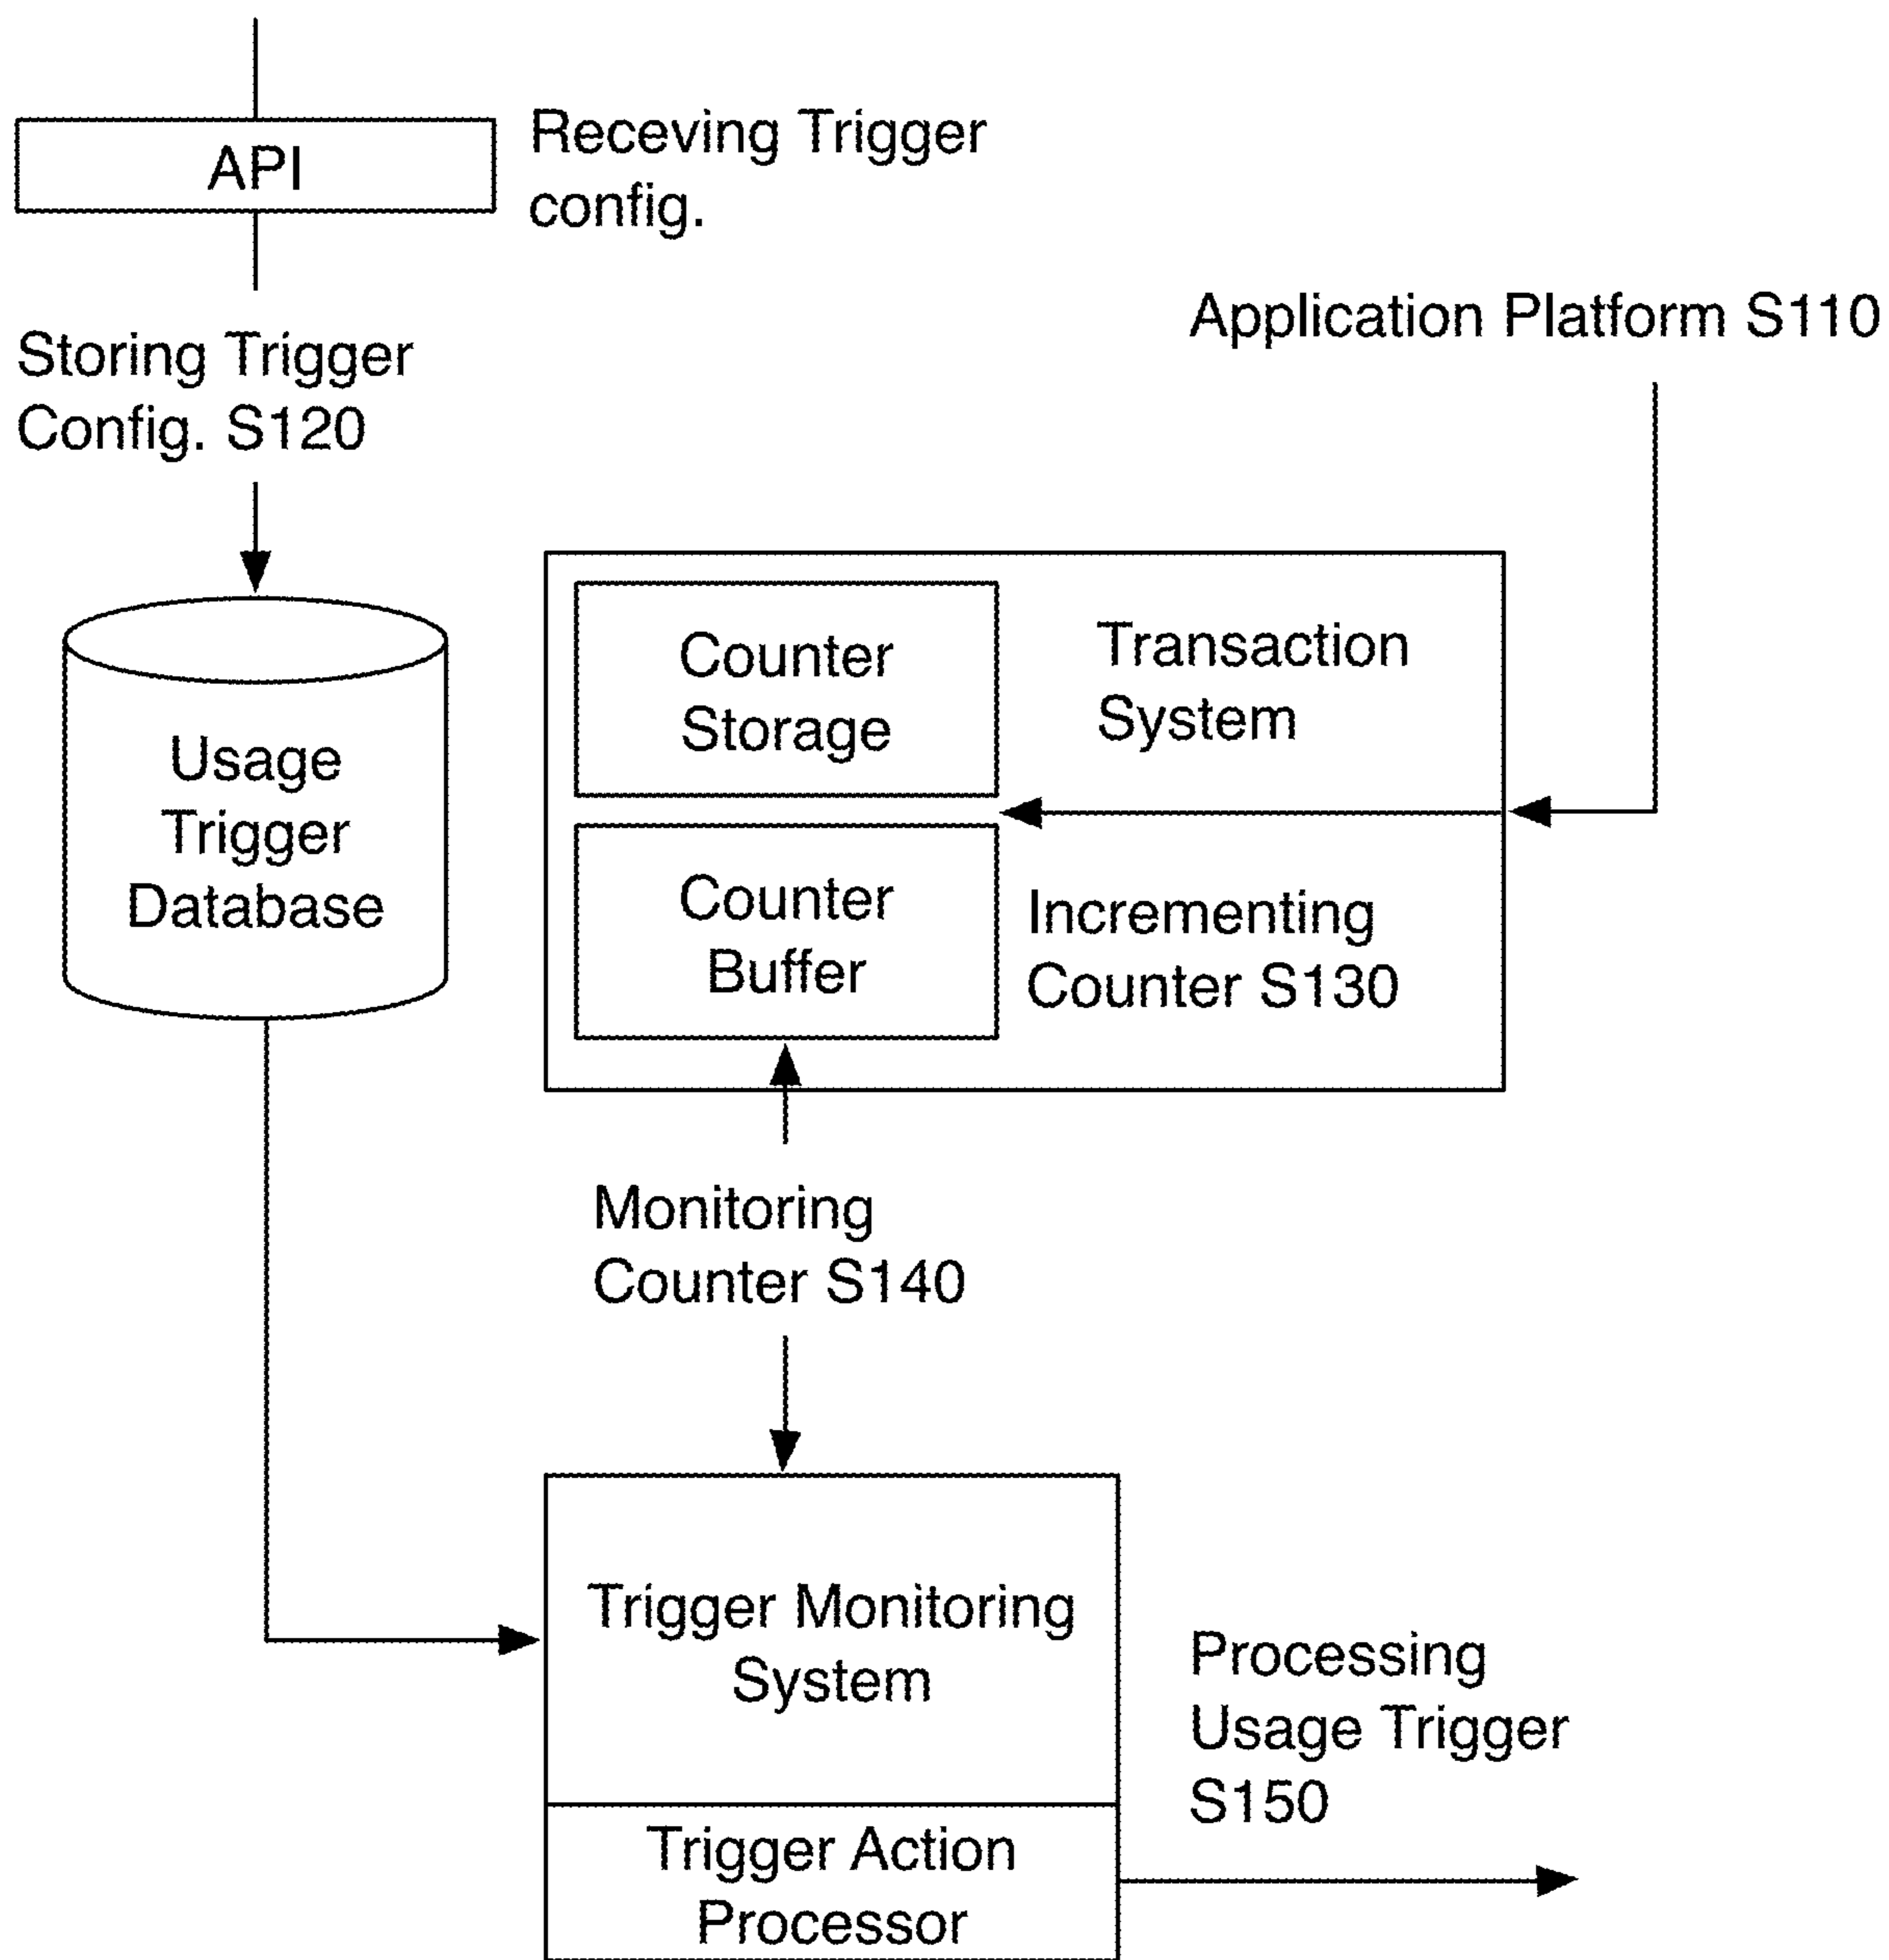 API
Receving Trigger
config.
Application Platform S110
Storing Trigger
Config. S120
Usage
Trigger
Database
Counter
Storage
Transaction
System
Counter
Buffer
Incrementing
Counter S130
Monitoring
Counter S140
Trigger Monitoring
System
Trigger Action
Processor
Processing
Usage Trigger
S150